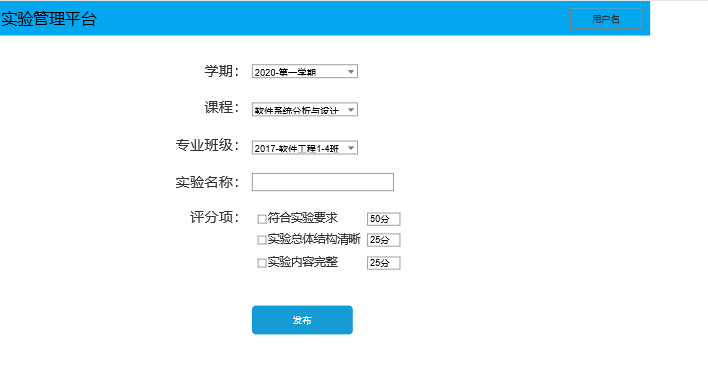 实验管理平台 用户名
学期： 2020-第一学期
课程： 软件系统分析与设计
专业班级： 2017-软件工程1-4班
实验名称：
评分项： 符合实验要求 50分
实验总体结构清晰 25分
实验内容完整 25分
发布